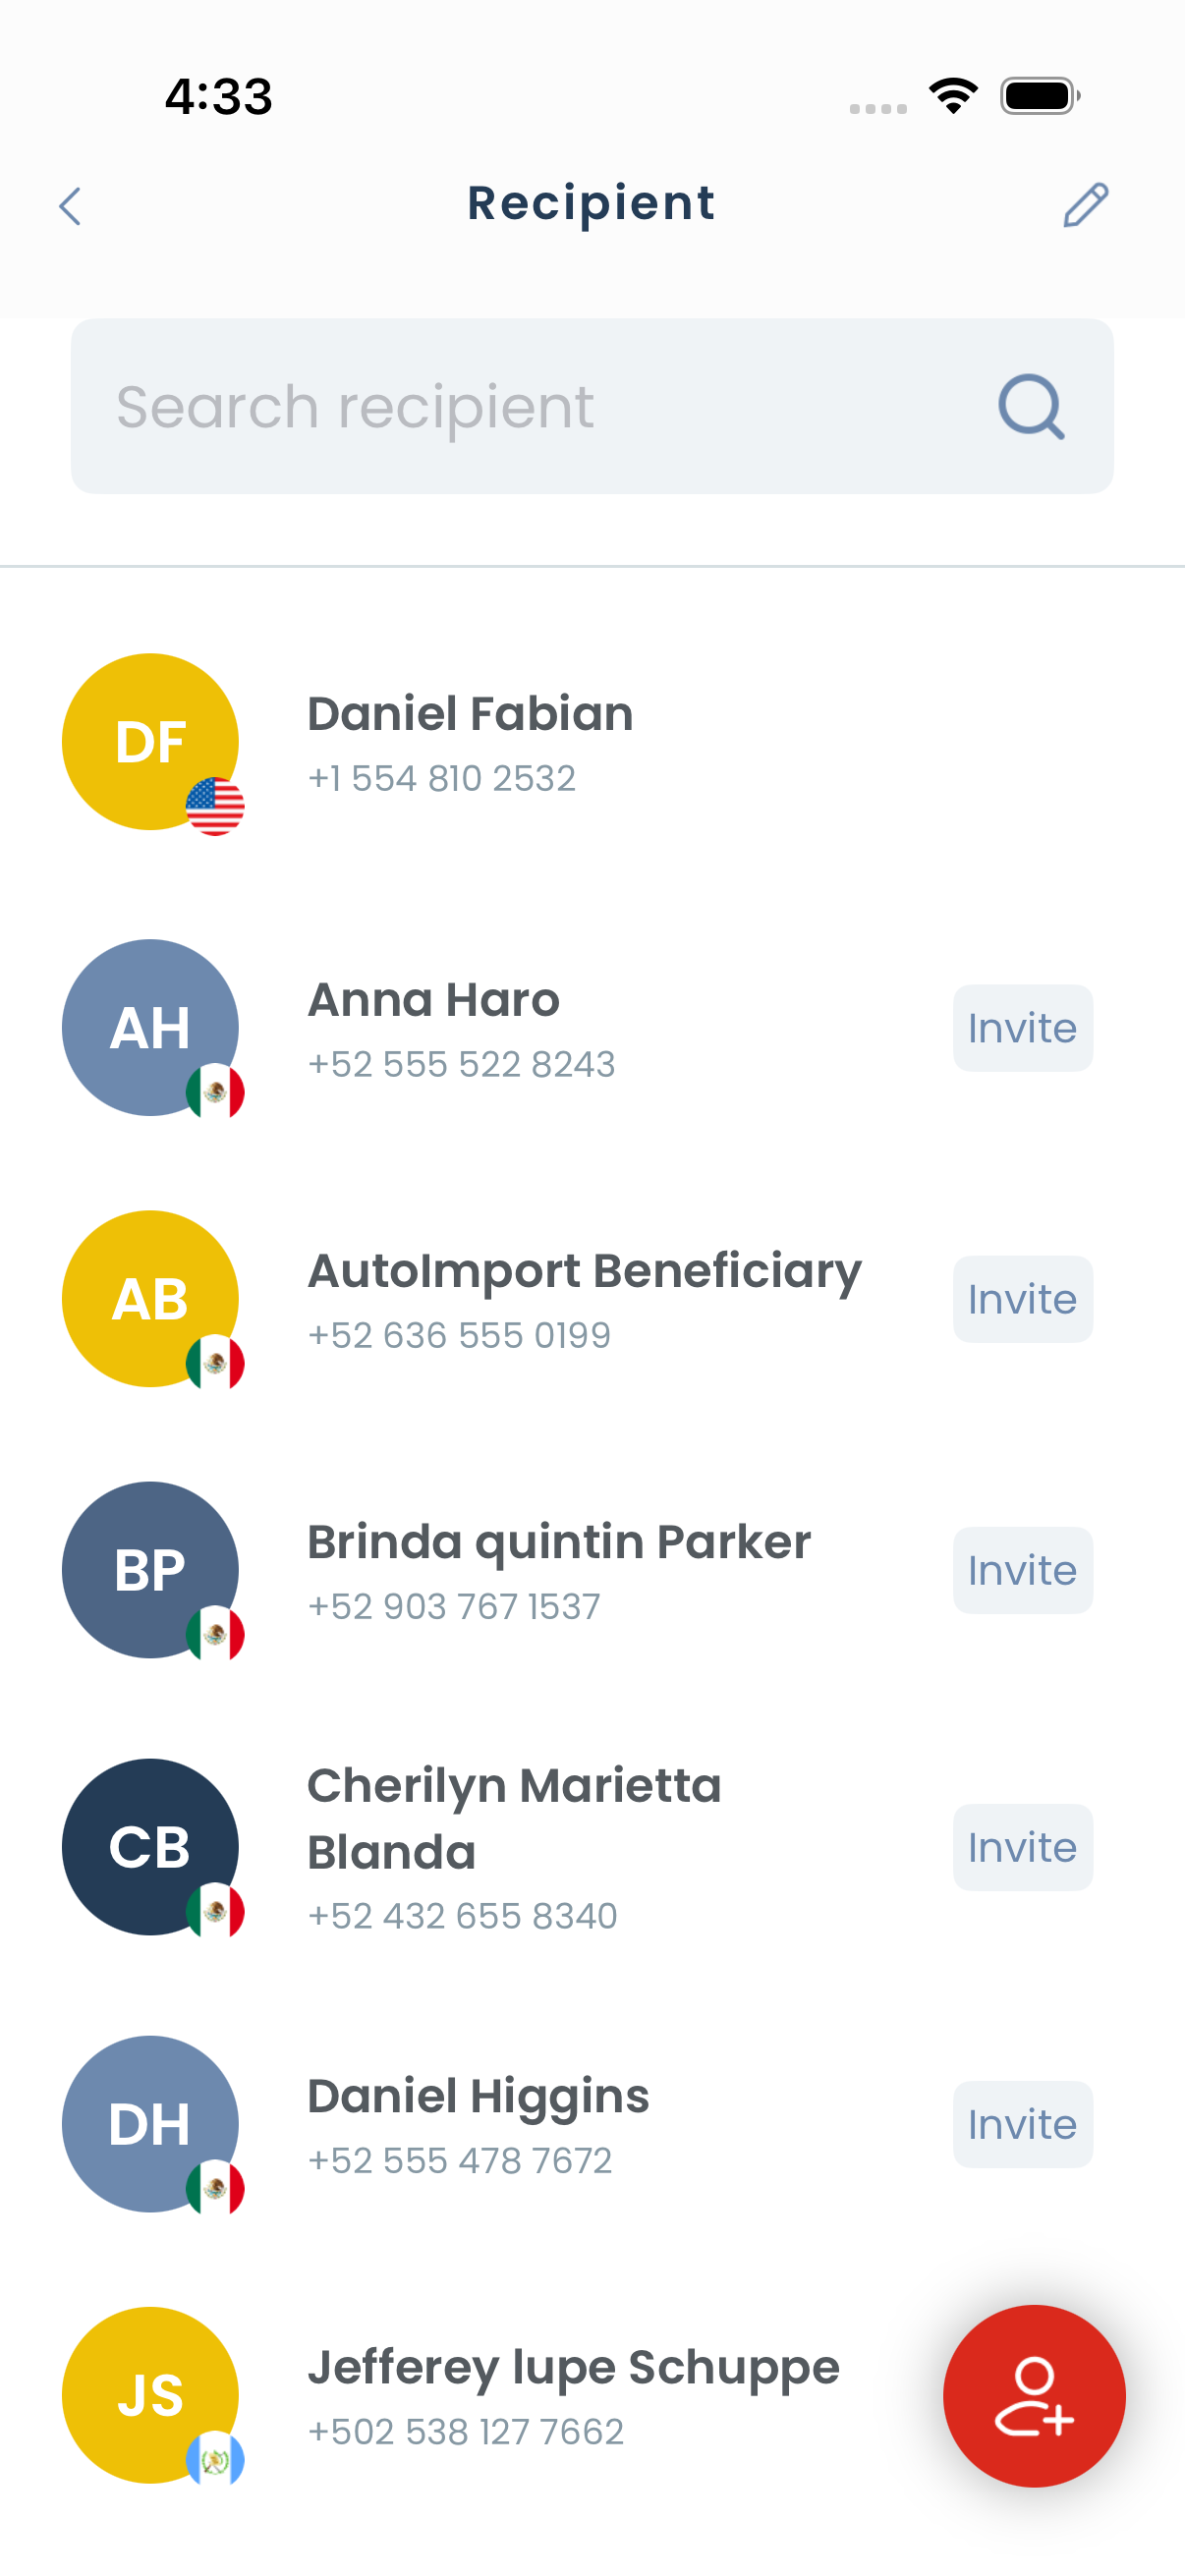 4:33
Recipient
Search recipient
DF
Daniel Fabian
+1 554 810 2532
AH
Anna Haro
+52 555 522 8243
Invite
AB
AutoImport Beneficiary
+52 636 555 0199
Invite
BP
Brinda quintin Parker
+52 903 767 1537
Invite
CB
Cherilyn Marietta
Blanda
+52 432 655 8340
Invite
DH
Daniel Higgins
+52 555 478 7672
Invite
JS
Jefferey lupe Schuppe
+502 538 127 7662